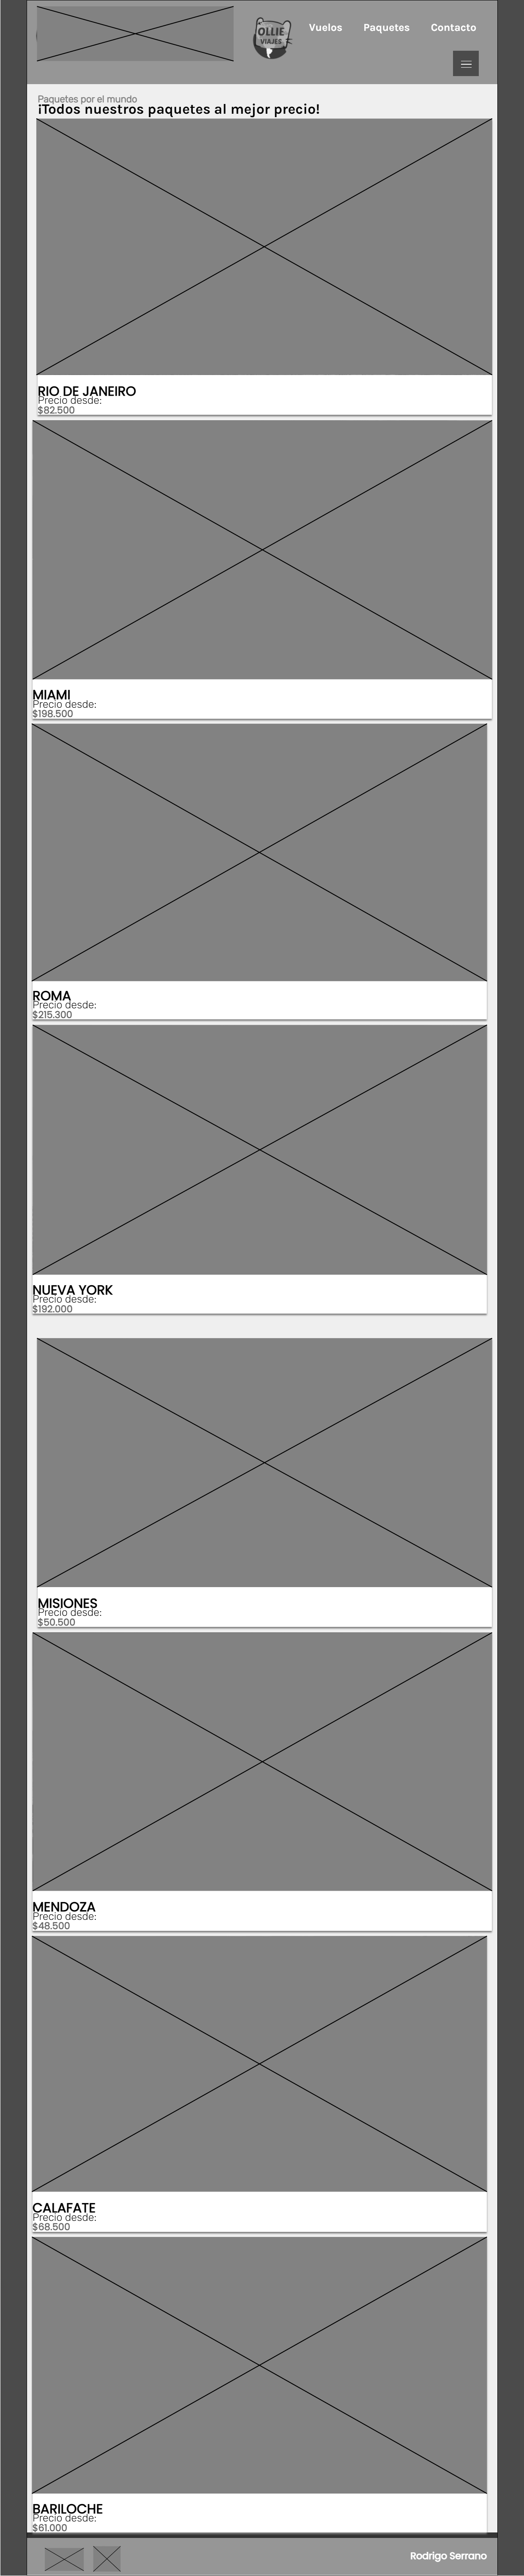 OLLIE
VIAJES
Vuelos Paquetes Contacto
Paquetes por el mundo
¡Todos nuestros paquetes al mejor precio!
RIO DE JANEIRO
Precio desde:
$82.500
MIAMI
Precio desde:
$198.500
ROMA
Precio desde:
$215.300
NUEVA YORK
Precio desde:
$192.000
MISIONES
Precio desde:
$50.500
MENDOZA
Precio desde:
$48.500
CALAFATE
Precio desde:
$68.500
BARILOCHE
Precio desde:
$61.000
Rodrigo Serrano